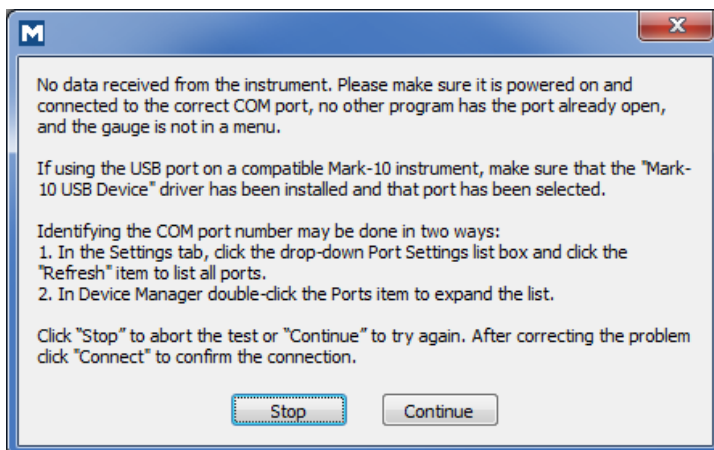 M
x
No data received from the instrument. Please make sure it is powered on and
connected to the correct COM port, no other program has the port already open,
and the gauge is not in a menu.
If using the USB port on a compatible Mark-10 instrument, make sure that the "Mark-
10 USB Device" driver has been installed and that port has been selected.
Identifying the COM port number may be done in two ways:
1. In the Settings tab, click the drop-down Port Settings list box and click the
"Refresh" item to list all ports.
2. In Device Manager double-click the Ports item to expand the list.
Click “Stop” to abort the test or “Continue” to try again. After correcting the problem
click "Connect" to confirm the connection.
Stop
Continue